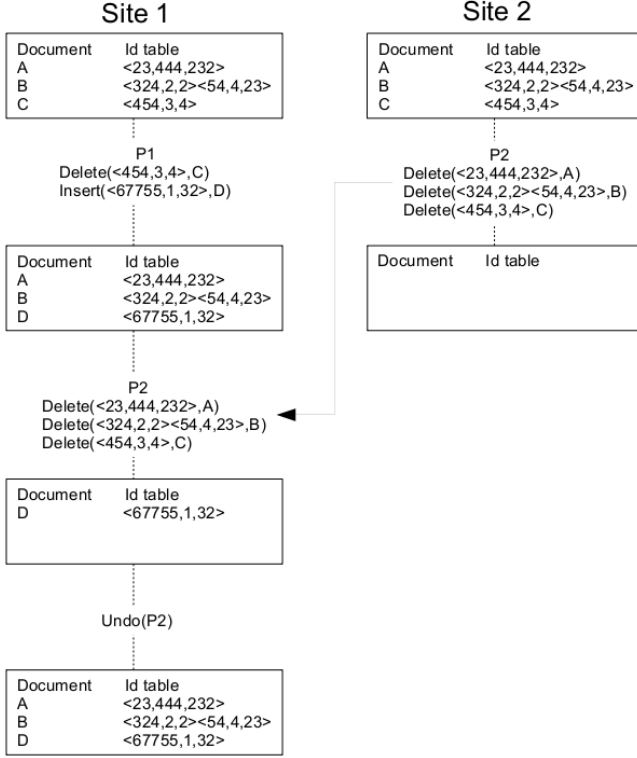 Site 1
Document Id table
A <23,444,232>
B <324,2,2><54,4,23>
C <454,3,4>
P1
Delete(<454,3,4>,C)
Insert(<67755,1,32>,D)
Document Id table
A <23,444,232>
B <324,2,2><54,4,23>
D <67755,1,32>
P2
Delete(<23,444,232>,A)
Delete(<324,2,2><54,4,23>,B)
Delete(<454,3,4>,C)
Document Id table
D <67755,1,32>
Undo(P2)
Document Id table
A <23,444,232>
B <324,2,2><54,4,23>
D <67755,1,32>
Site 2
Document Id table
A <23,444,232>
B <324,2,2><54,4,23>
C <454,3,4>
P2
Delete(<23,444,232>,A)
Delete(<324,2,2><54,4,23>,B)
Delete(<454,3,4>,C)
Document Id table